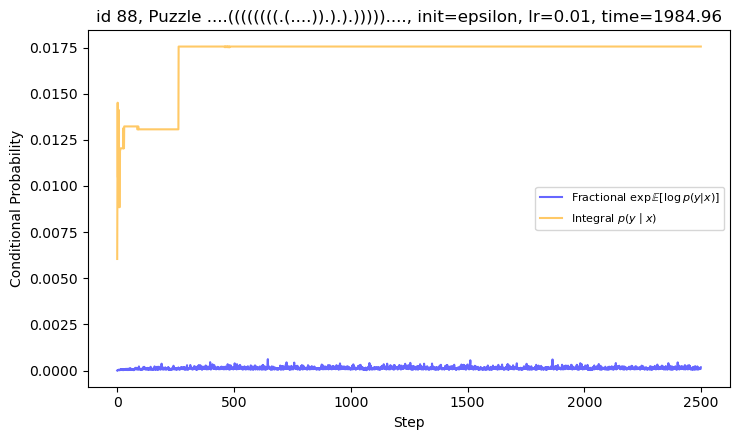 id 88, Puzzle ....((((((((.(....)).).).)))))...., init=epsilon, lr=0.01, time=1984.96
0.0175
0.0150
0.0125
0.0100
0.0075
0.0050
0.0025
0.0000
Conditional Probability
Fractional exp𝔼[log p(y|x)]
Integral p(y | x)
0
500
1000
1500
2000
2500
Step